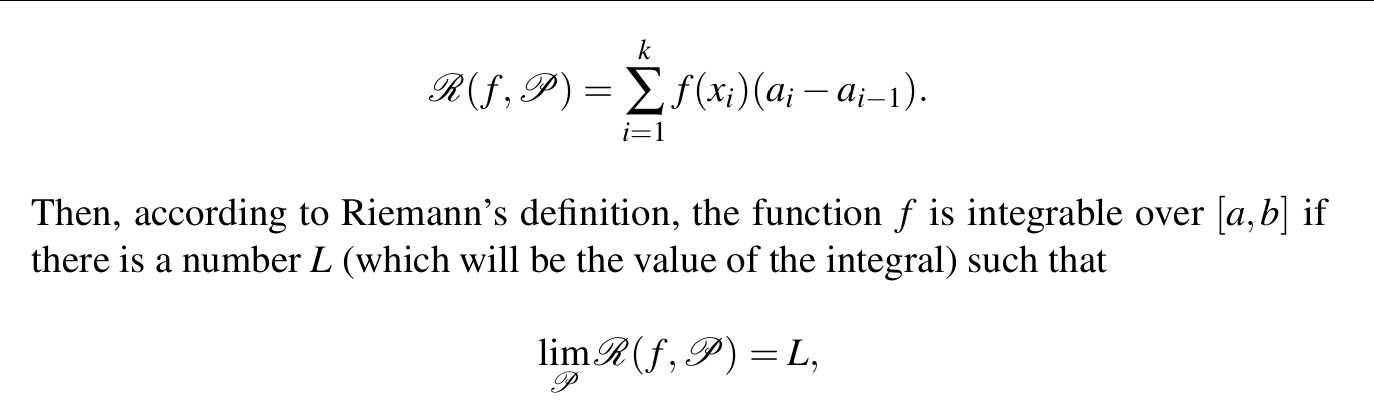 ℛ(f, 𝒫) = ∑_{i=1}^{k} f(x_i)(a_i − a_{i−1}).
Then, according to Riemann's definition, the function f is integrable over [a,b] if
there is a number L (which will be the value of the integral) such that
lim_{𝒫} ℛ(f, 𝒫) = L,